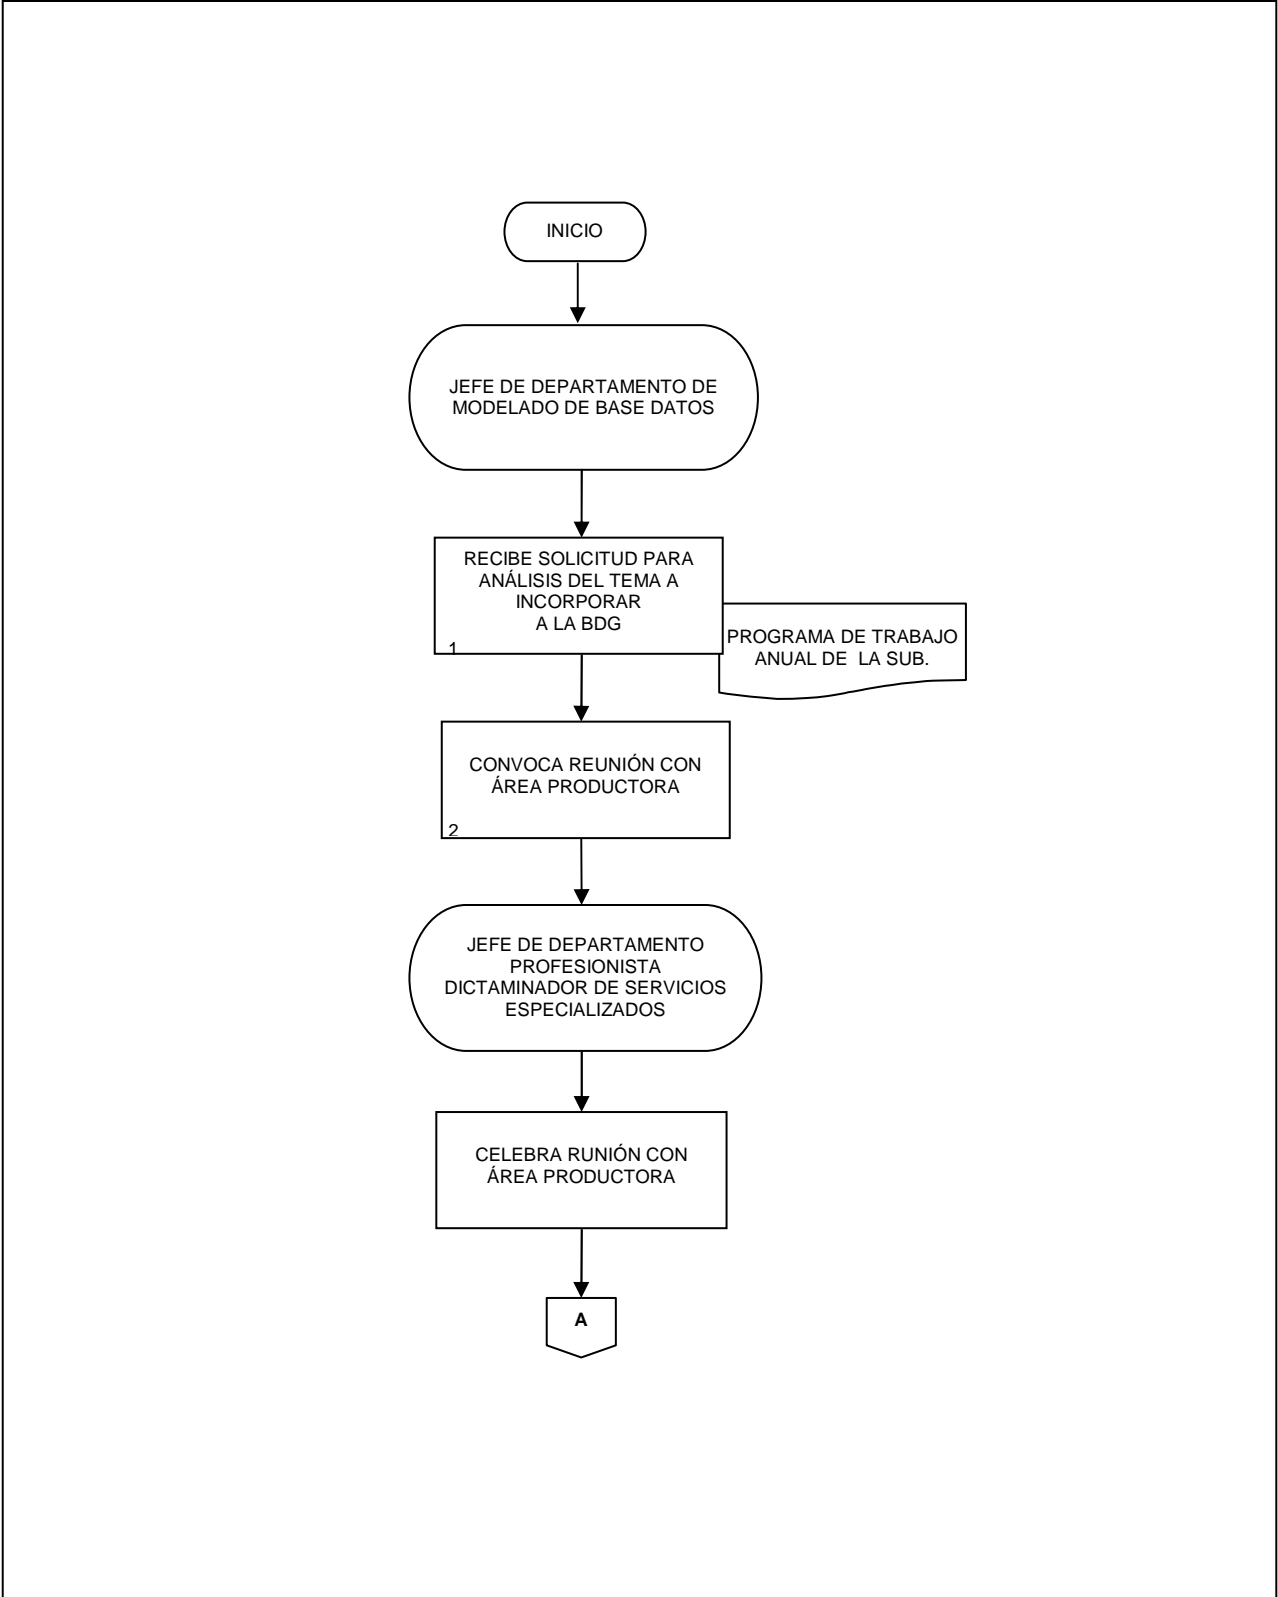 INICIO
JEFE DE DEPARTAMENTO DE
MODELADO DE BASE DATOS
RECIBE SOLICITUD PARA
ANÁLISIS DEL TEMA A
INCORPORAR
A LA BDG
1
PROGRAMA DE TRABAJO
ANUAL DE LA SUB.
CONVOCA REUNIÓN CON
ÁREA PRODUCTORA
2
JEFE DE DEPARTAMENTO
PROFESIONISTA
DICTAMINADOR DE SERVICIOS
ESPECIALIZADOS
CELEBRA RUNIÓN CON
ÁREA PRODUCTORA
A